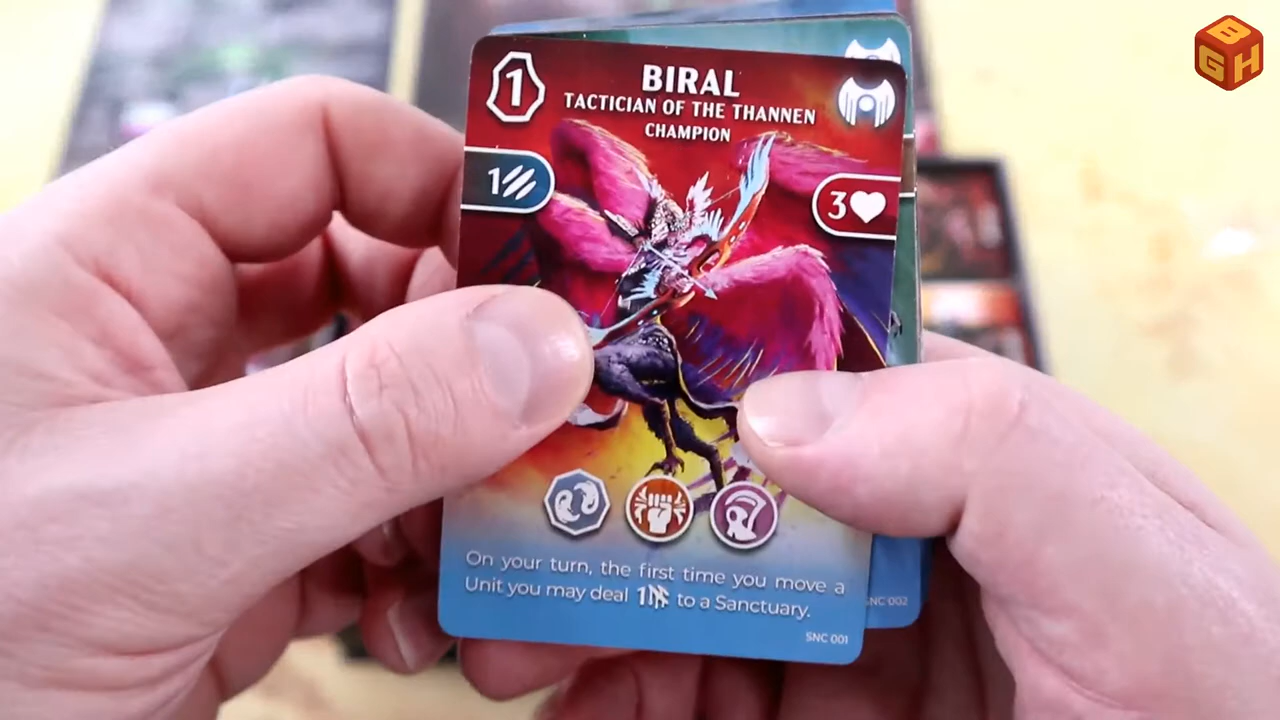 BGH
1
BIRAL
TACTICIAN OF THE THANNEN
CHAMPION
1
3
On your turn, the first time you move a
Unit you may deal 1 to a Sanctuary.
SNC 001
SNC 002